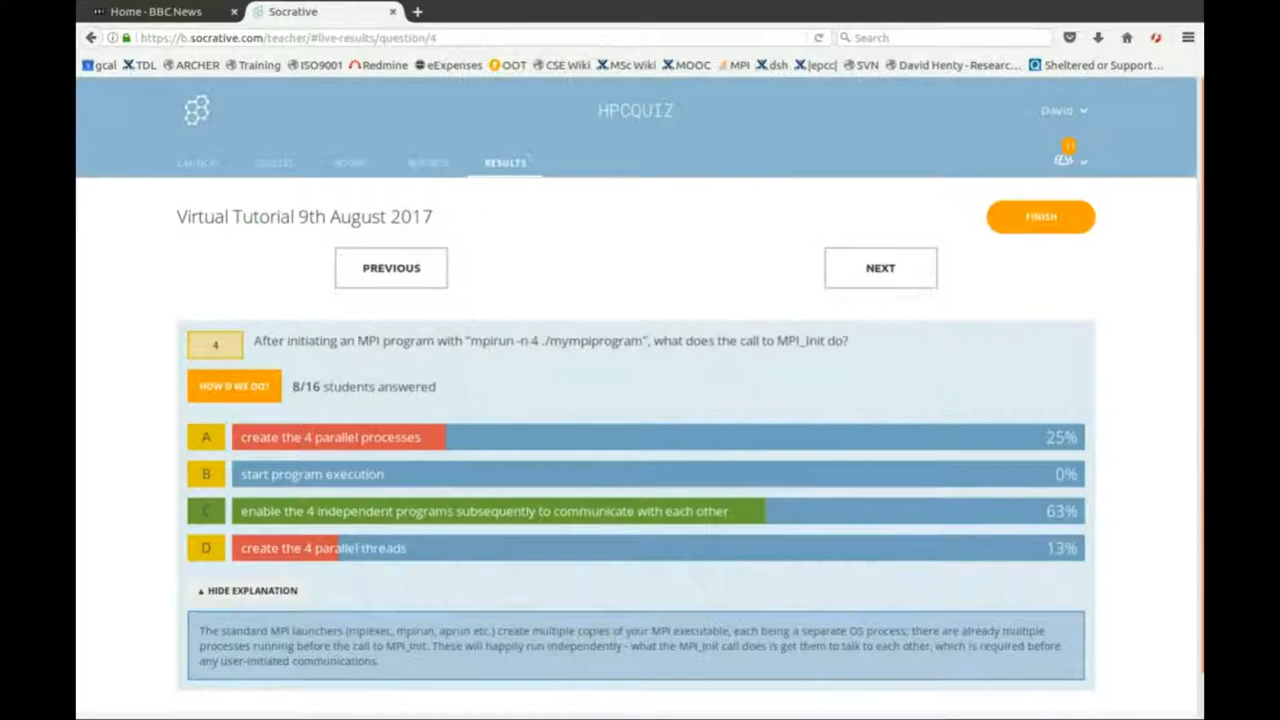 Home - BBC News
Socrative
https://b.socrative.com/teacher/#live-results/question/4
Search
gcal TDL ARCHER Training ISO9001 Redmine eExpenses OOT CSE Wiki MSc Wiki MOOC MPI dsh |epcc| SVN David Henty - Researc... Sheltered or Support...
HPCQUIZ
David
LAUNCH QUIZZES ROOMS REPORTS RESULTS
11
Virtual Tutorial 9th August 2017
FINISH
PREVIOUS
NEXT
4
After initiating an MPI program with "mpirun -n 4 ./mympiprogram", what does the call to MPI_Init do?
HOW'D WE DO?
8/16 students answered
A create the 4 parallel processes 25%
B start program execution 0%
C enable the 4 independent programs subsequently to communicate with each other 63%
D create the 4 parallel threads 13%
▲ HIDE EXPLANATION
The standard MPI launchers (mpiexec, mpirun, aprun etc.) create multiple copies of your MPI executable, each being a separate OS process; there are already multiple
processes running before the call to MPI_Init. These will happily run independently - what the MPI_Init call does is get them to talk to each other, which is required before
any user-initiated communications.